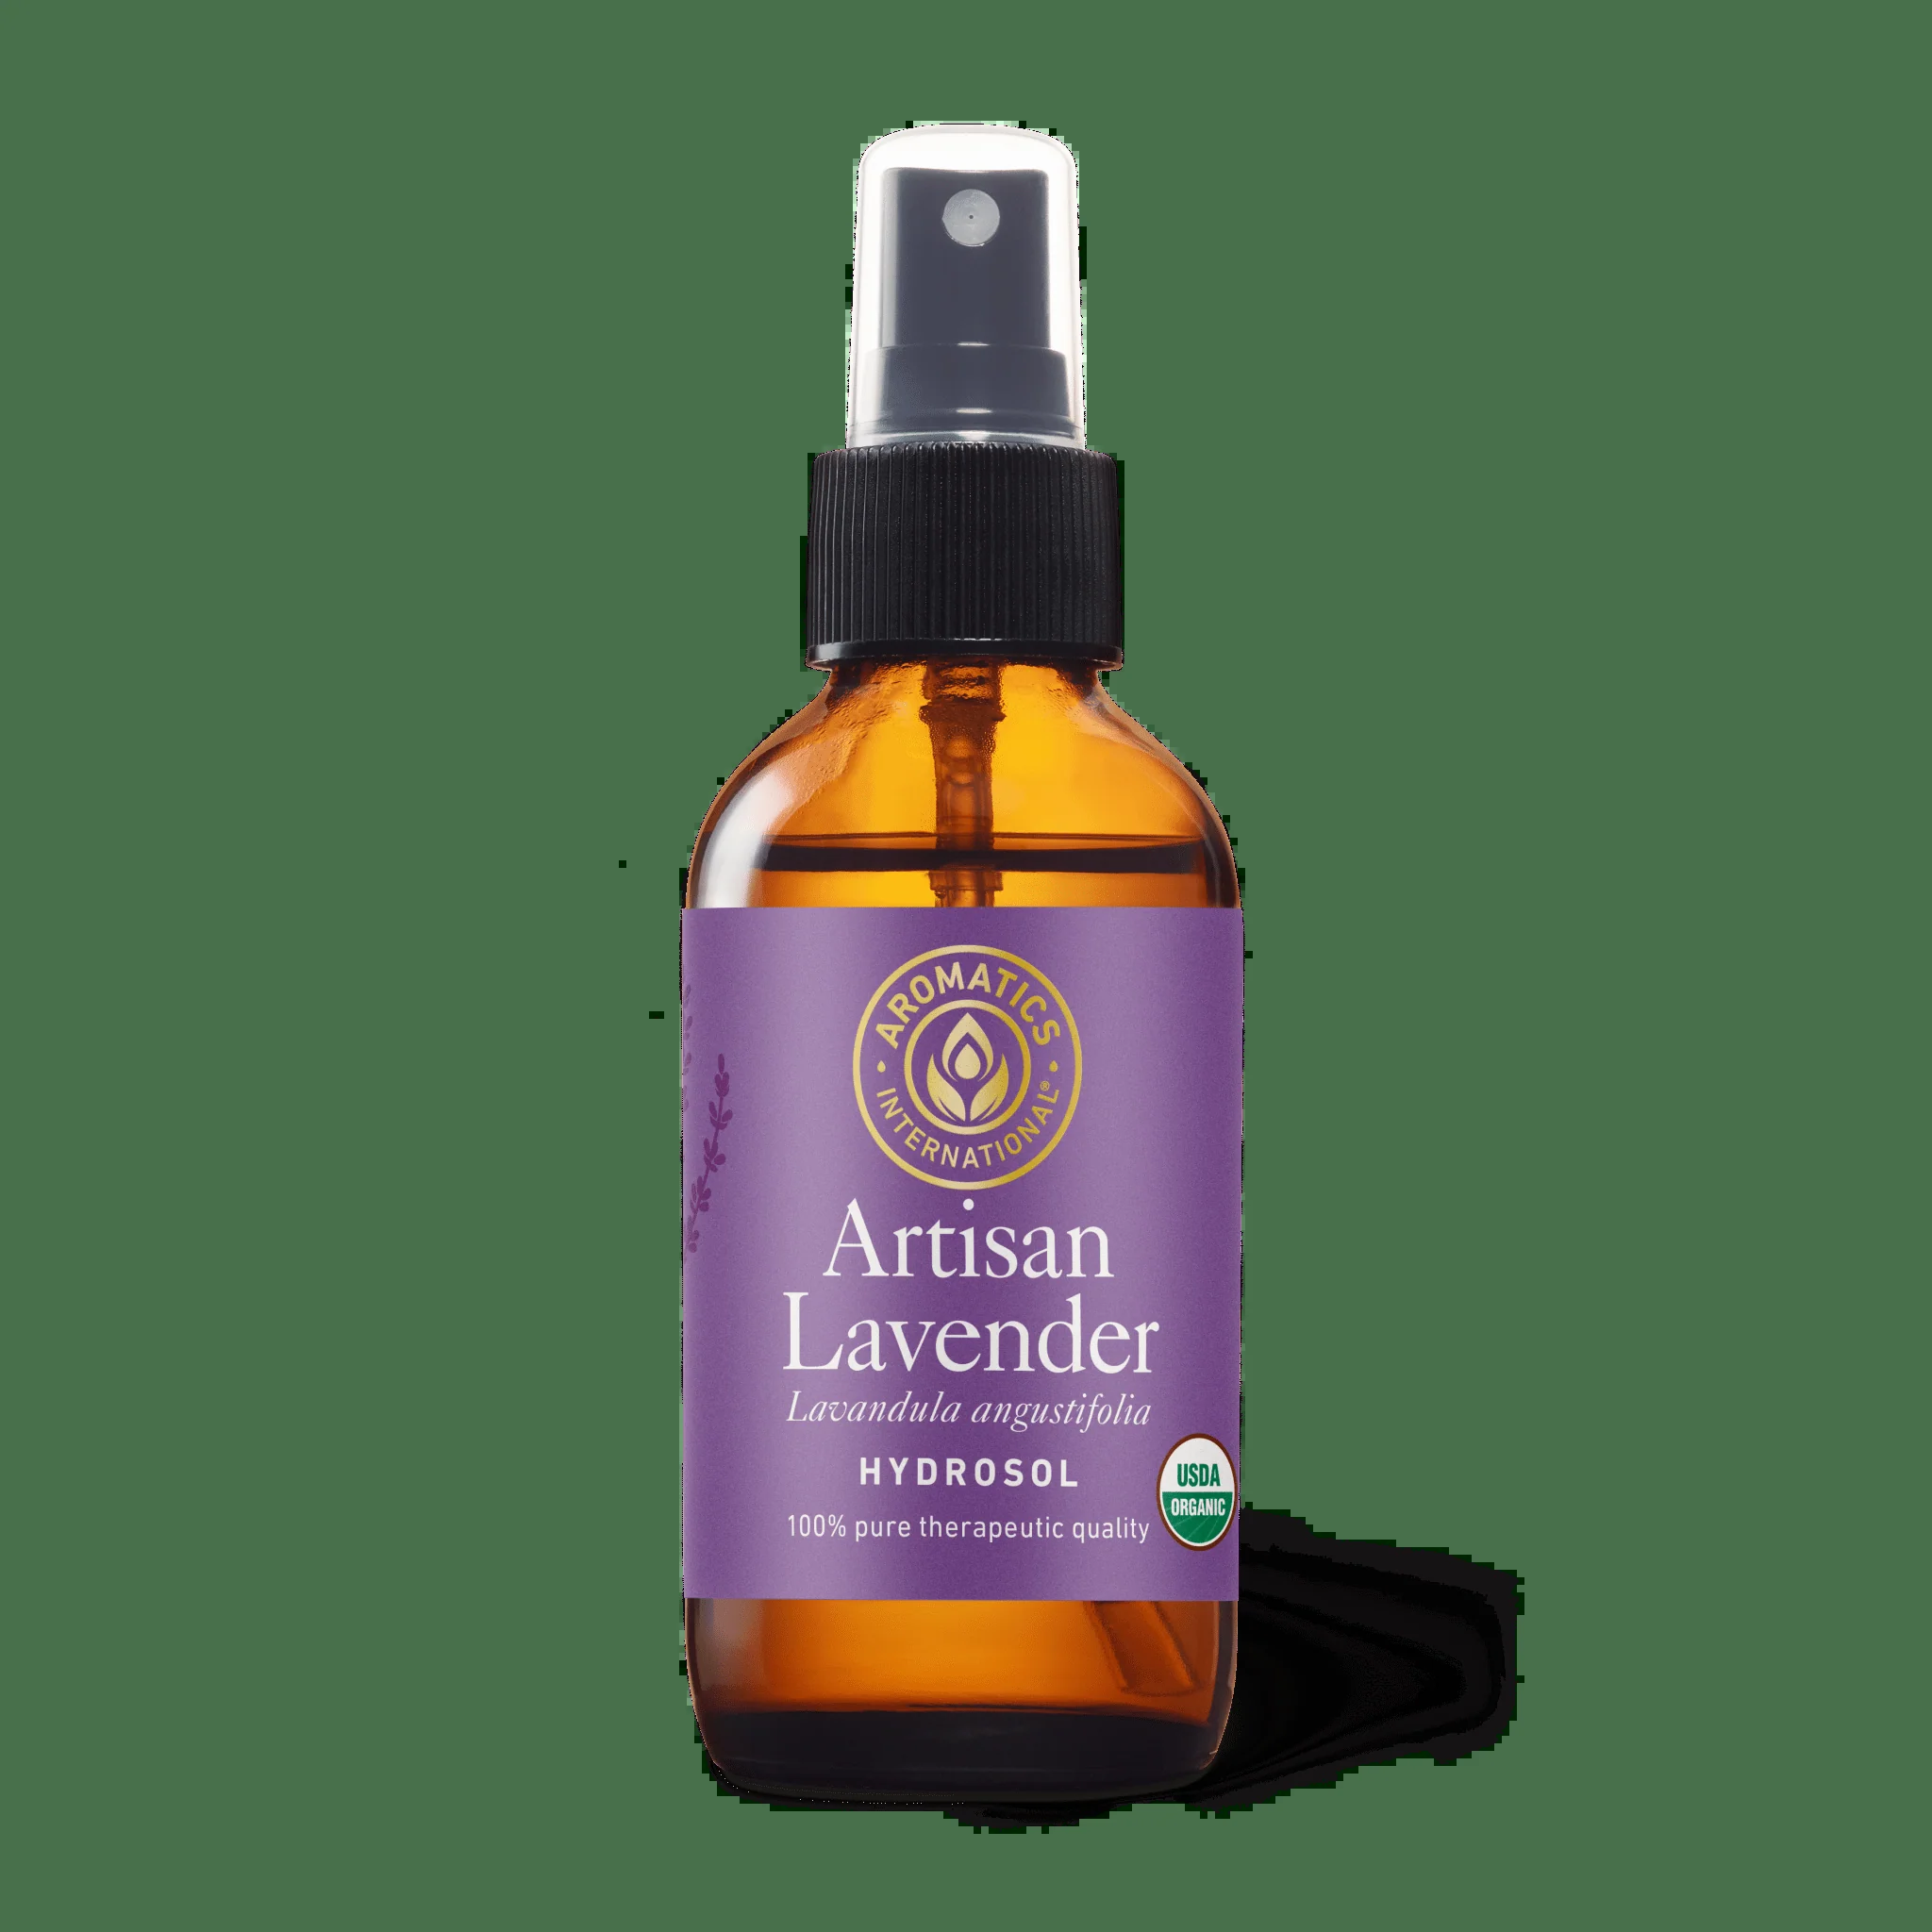 AROMATICS
INTERNATIONAL®
Artisan
Lavender
Lavandula angustifolia
HYDROSOL
100% pure therapeutic quality
USDA
ORGANIC